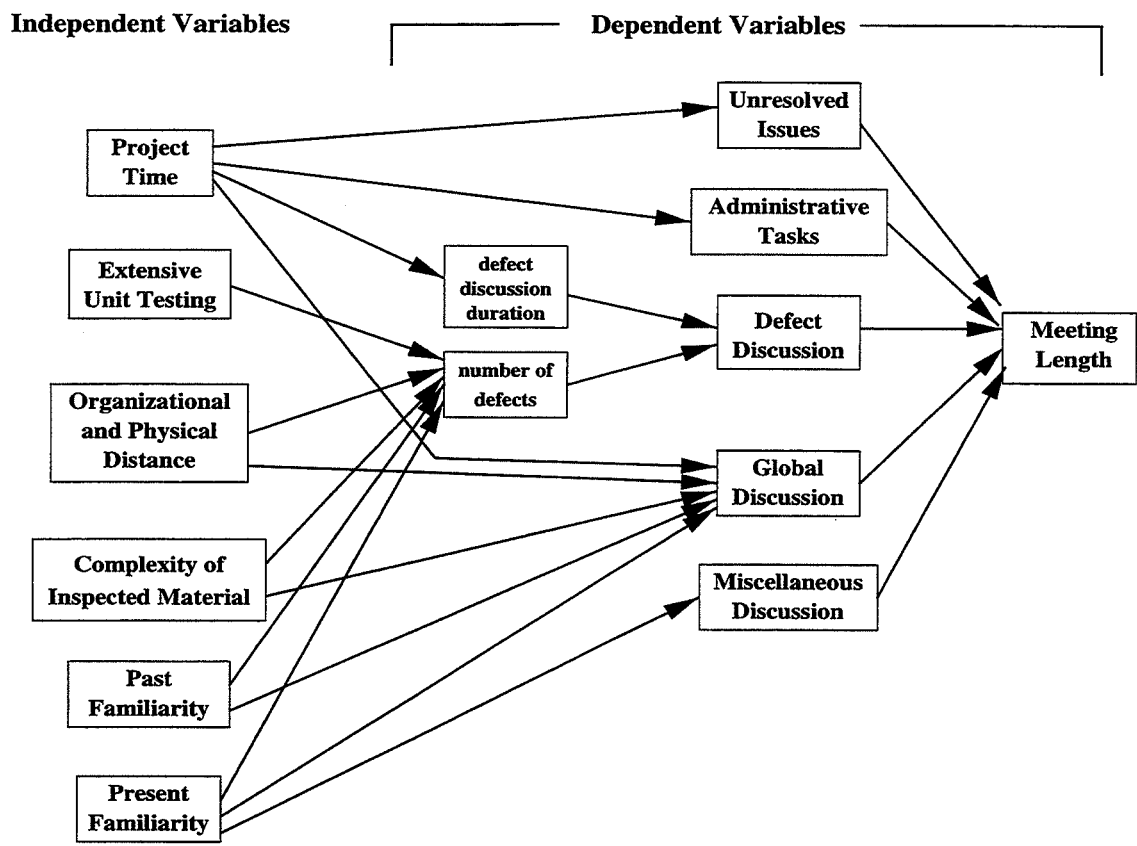 Independent Variables
Dependent Variables
Project
Time
Extensive
Unit Testing
Organizational
and Physical
Distance
Complexity of
Inspected Material
Past
Familiarity
Present
Familiarity
defect
discussion
duration
number of
defects
Unresolved
Issues
Administrative
Tasks
Defect
Discussion
Global
Discussion
Miscellaneous
Discussion
Meeting
Length